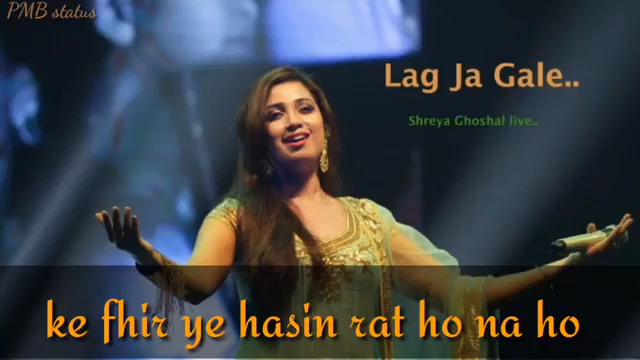 PMB status
Lag Ja Gale..
Shreya Ghoshal live..
ke fhir ye hasin rat ho na ho